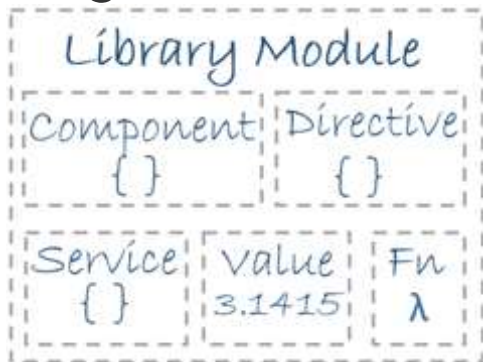 Library Module
Component Directive
{ } { }
Service Value Fn
{ } 3.1415 λ